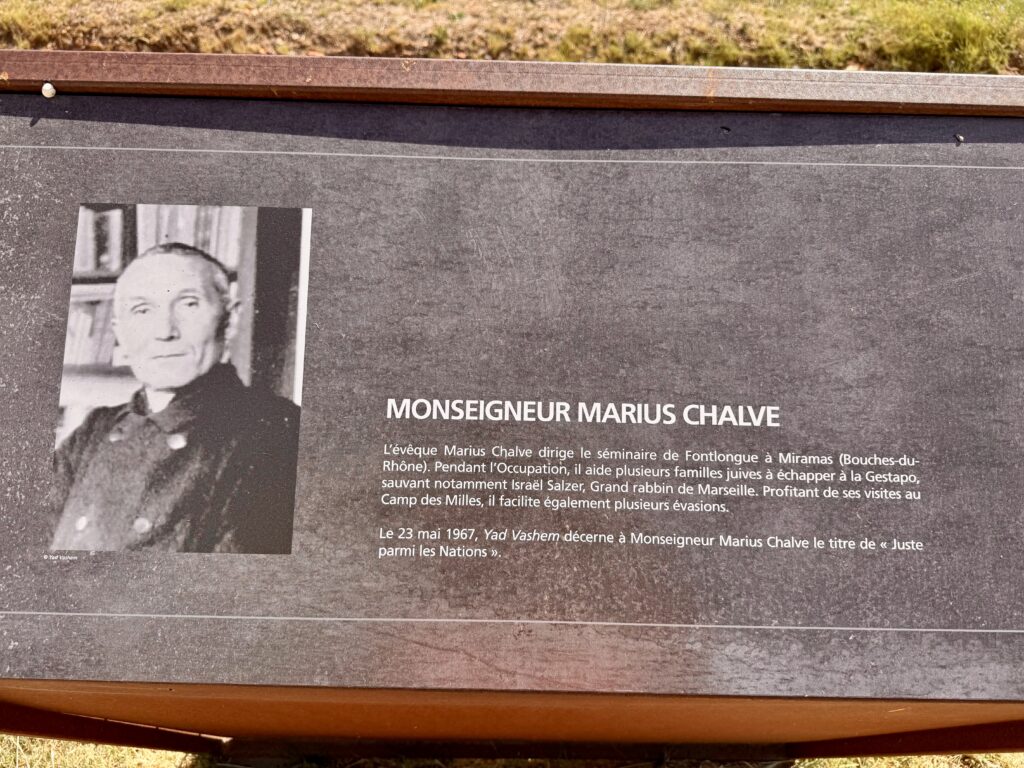 MONSEIGNEUR MARIUS CHALVE
L'évêque Marius Chalve dirige le séminaire de Fontlongue à Miramas (Bouches-du-
Rhône). Pendant l'Occupation, il aide plusieurs familles juives à échapper à la Gestapo,
sauvant notamment Israël Salzer, Grand rabbin de Marseille. Profitant de ses visites au
Camp des Milles, il facilite également plusieurs évasions.
Le 23 mai 1967, Yad Vashem décerne à Monseigneur Marius Chalve le titre de « Juste
parmi les Nations ».
© Yad Vashem